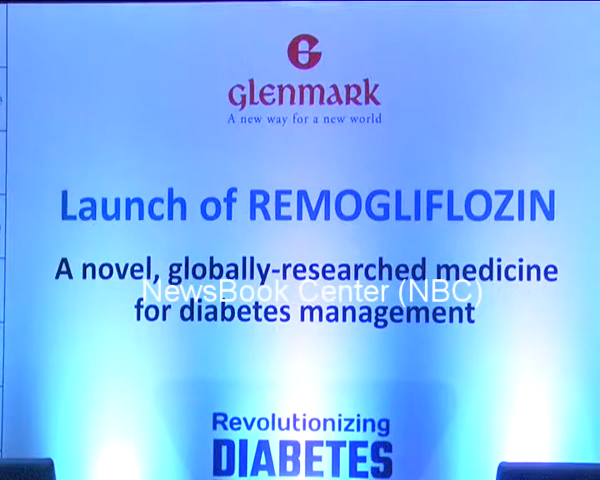 GLENMARK
A new way for a new world
Launch of REMOGLIFLOZIN
A novel, globally-researched medicine
NewsBook Center (NBC)
for diabetes management
Revolutionizing
DIABETES